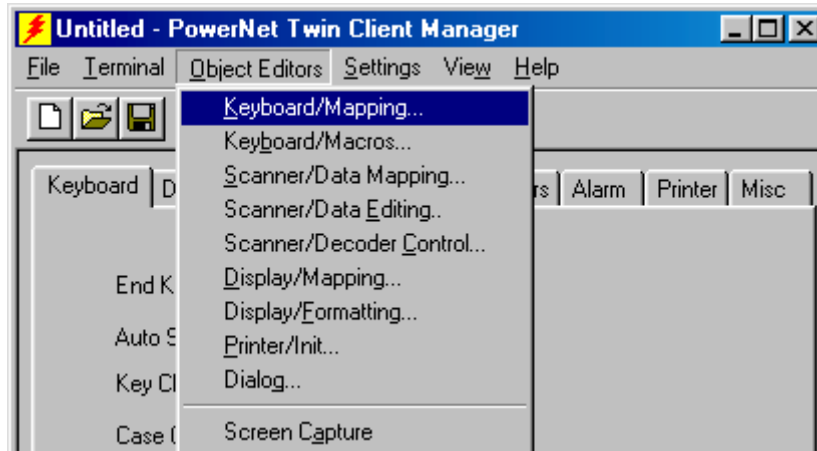 Untitled - PowerNet Twin Client Manager
File Terminal Object Editors Settings View Help
Keyboard/Mapping...
Keyboard/Macros...
Scanner/Data Mapping...
Keyboard Alarm Printer Misc
Scanner/Data Editing..
Scanner/Decoder Control...
Display/Mapping...
End
Display/Formatting...
Auto
Printer/Init...
Key
Dialog...
Case
Screen Capture